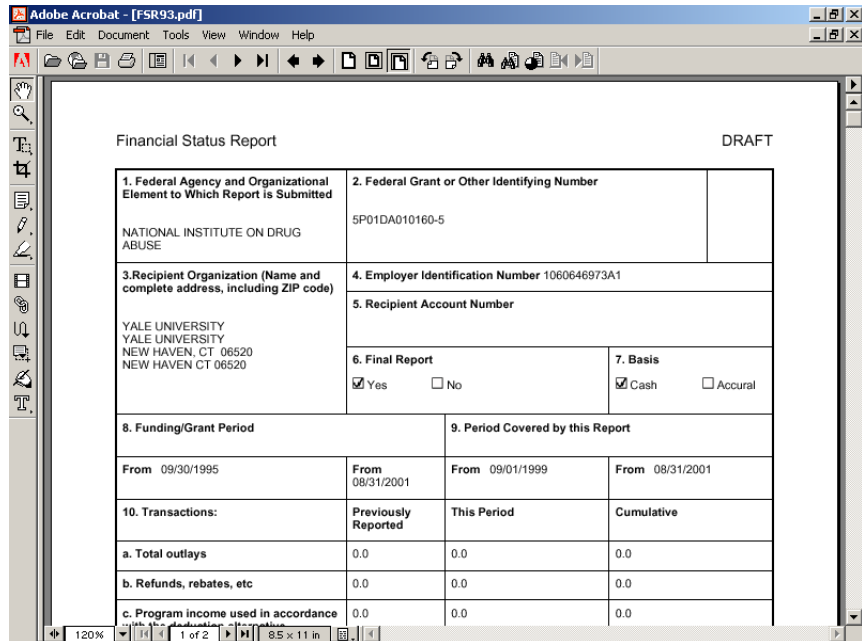 Adobe Acrobat - [FSR93.pdf]
File Edit Document Tools View Window Help
Financial Status Report
DRAFT
1. Federal Agency and Organizational
Element to Which Report is Submitted
NATIONAL INSTITUTE ON DRUG
ABUSE
2. Federal Grant or Other Identifying Number
5P01DA010160-5
3.Recipient Organization (Name and
complete address, including ZIP code)
YALE UNIVERSITY
YALE UNIVERSITY
NEW HAVEN, CT 06520
NEW HAVEN CT 06520
4. Employer Identification Number 1060646973A1
5. Recipient Account Number
6. Final Report
Yes No
7. Basis
Cash Accural
8. Funding/Grant Period
9. Period Covered by this Report
From 09/30/1995
From
08/31/2001
From 09/01/1999
From 08/31/2001
10. Transactions:
Previously
Reported
This Period
Cumulative
a. Total outlays
0.0
0.0
0.0
b. Refunds, rebates, etc
0.0
0.0
0.0
c. Program income used in accordance
with the deduction alternative
0.0
0.0
0.0
120%
1 of 2
8.5 x 11 in